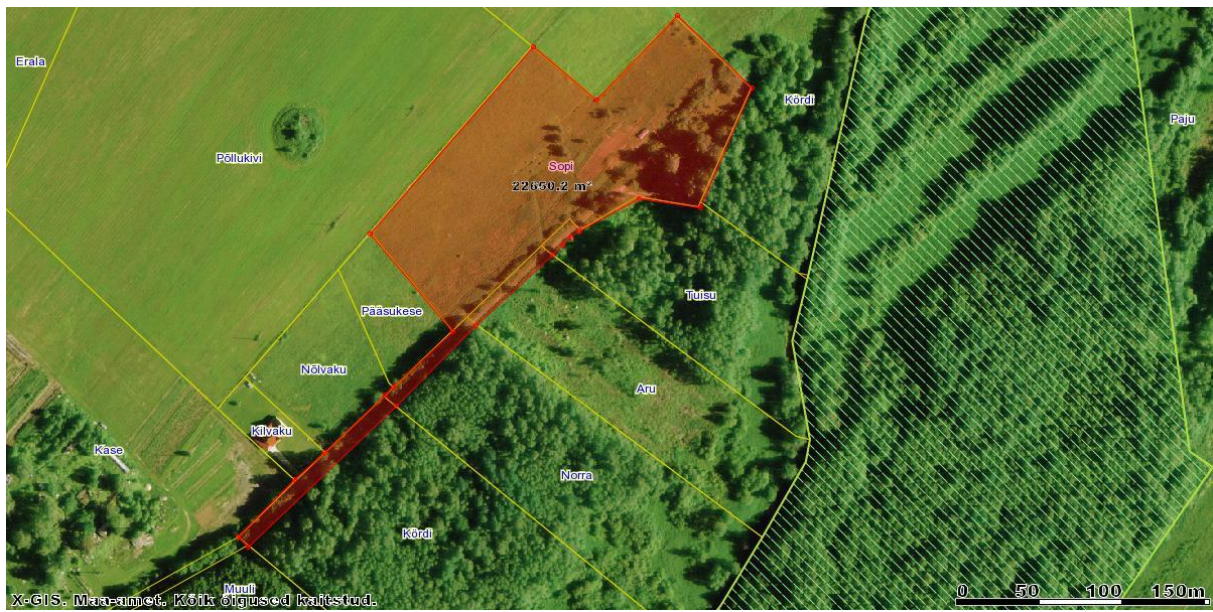 Erala
Põllukivi
Kõrdi
Paju
Sopi
22650.2 m²
Pääsukese
Tuisu
Nõlvaku
Aru
Kilvaku
Kase
Norra
Kõrdi
Muuli
X-GIS. Maa-amet. Kõik õigused kaitstud.
0 50 100 150m